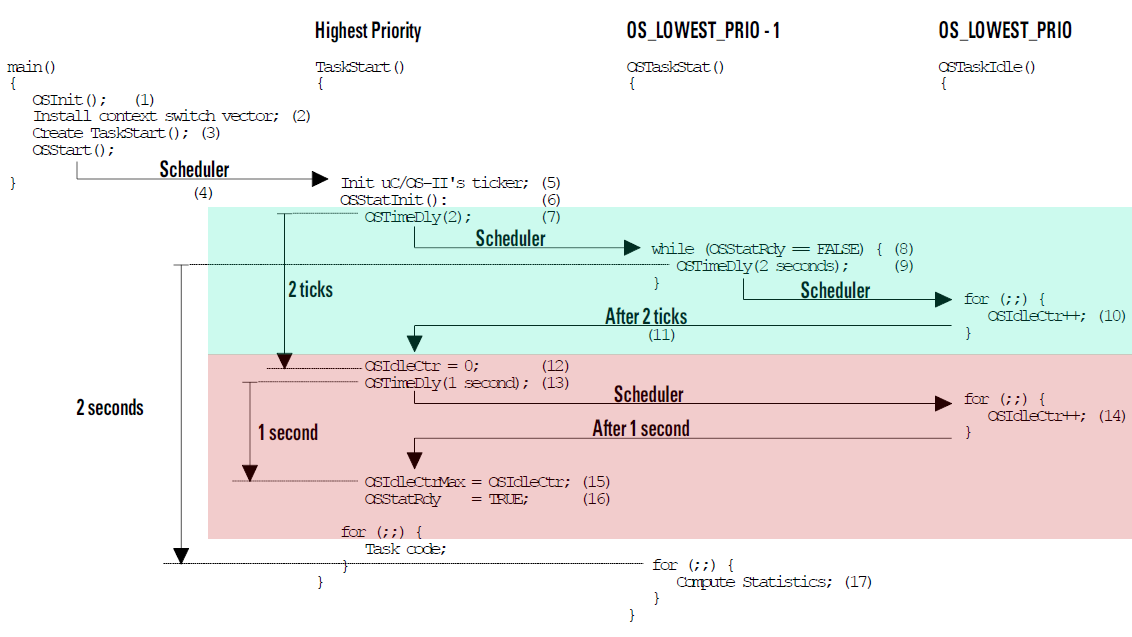 Highest Priority OS_LOWEST_PRIO - 1 OS_LOWEST_PRIO
main() TaskStart() OSTaskStat() OSTaskIdle()
{ { { {
OSInit(); (1)
Install context switch vector; (2)
Create TaskStart(); (3)
OSStart();
Scheduler
} Init uC/OS-II's ticker; (5)
(4)
OSStatInit(): (6)
OSTimeDly(2); (7)
Scheduler
while (OSStatRdy == FALSE) { (8)
OSTimeDly(2 seconds); (9)
}
2 ticks
Scheduler
for (;;) {
OSIdleCtr++; (10)
After 2 ticks
(11)
}
OSIdleCtr = 0; (12)
OSTimeDly(1 second); (13)
Scheduler
for (;;) {
2 seconds
OSIdleCtr++; (14)
After 1 second
1 second
}
OSIdleCtrMax = OSIdleCtr; (15)
OSStatRdy = TRUE; (16)
for (;;) {
Task code;
}
for (;;) {
} Compute Statistics; (17)
}
}